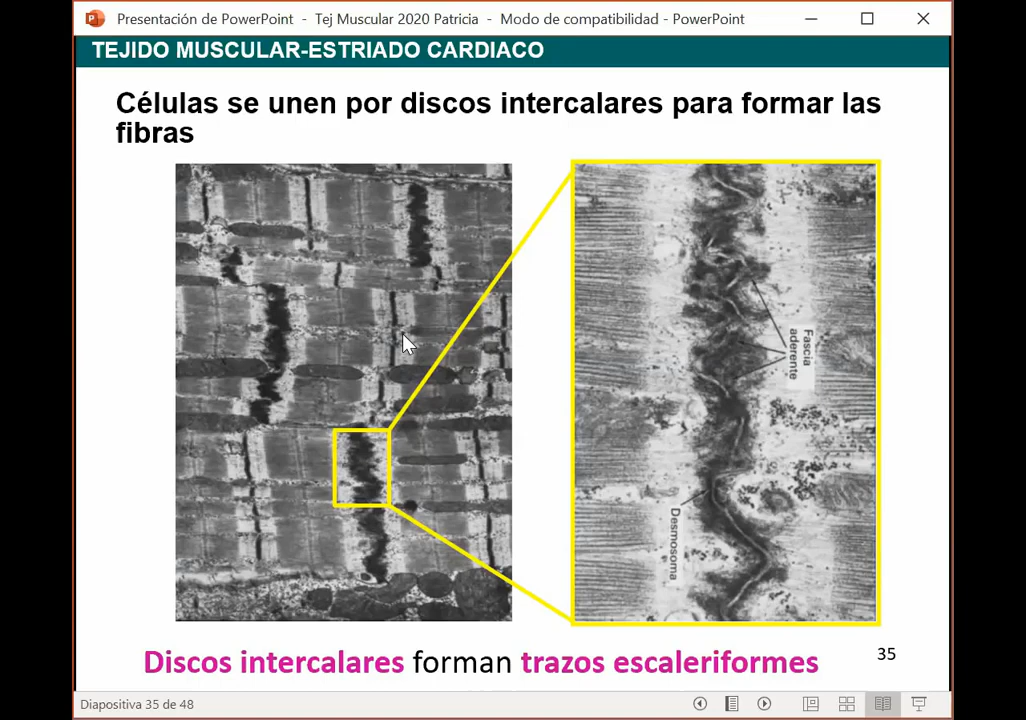 Presentación de PowerPoint - Tej Muscular 2020 Patricia - Modo de compatibilidad - PowerPoint
TEJIDO MUSCULAR-ESTRIADO CARDIACO
Células se unen por discos intercalares para formar las
fibras
Fascia
aderente
Desmosoma
Discos intercalares forman trazos escaleriformes
35
Diapositiva 35 de 48